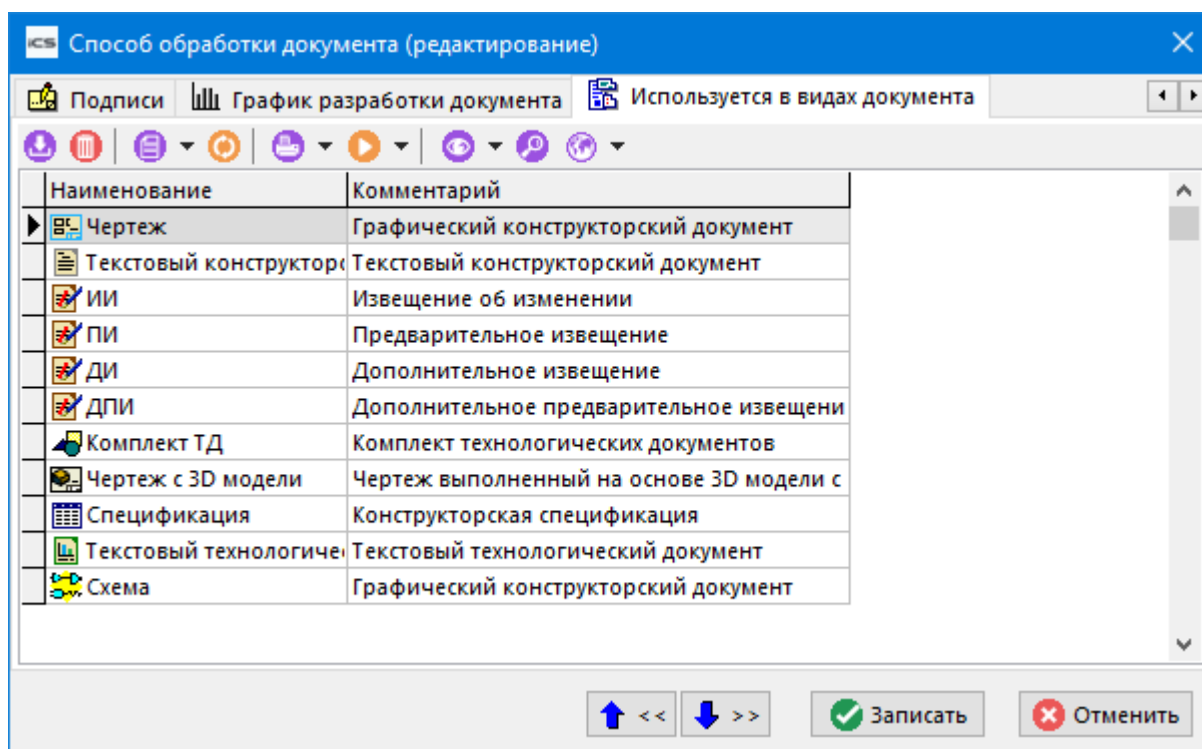 iCS Способ обработки документа (редактирование)
Подписи График разработки документа Используется в видах документа
Наименование Комментарий
Чертеж Графический конструкторский документ
Текстовый конструкторс Текстовый конструкторский документ
ИИ Извещение об изменении
ПИ Предварительное извещение
ДИ Дополнительное извещение
ДПИ Дополнительное предварительное извещени
Комплект ТД Комплект технологических документов
Чертеж с 3D модели Чертеж выполненный на основе 3D модели с
Спецификация Конструкторская спецификация
Текстовый технологичес Текстовый технологический документ
Схема Графический конструкторский документ
<< >> Записать Отменить